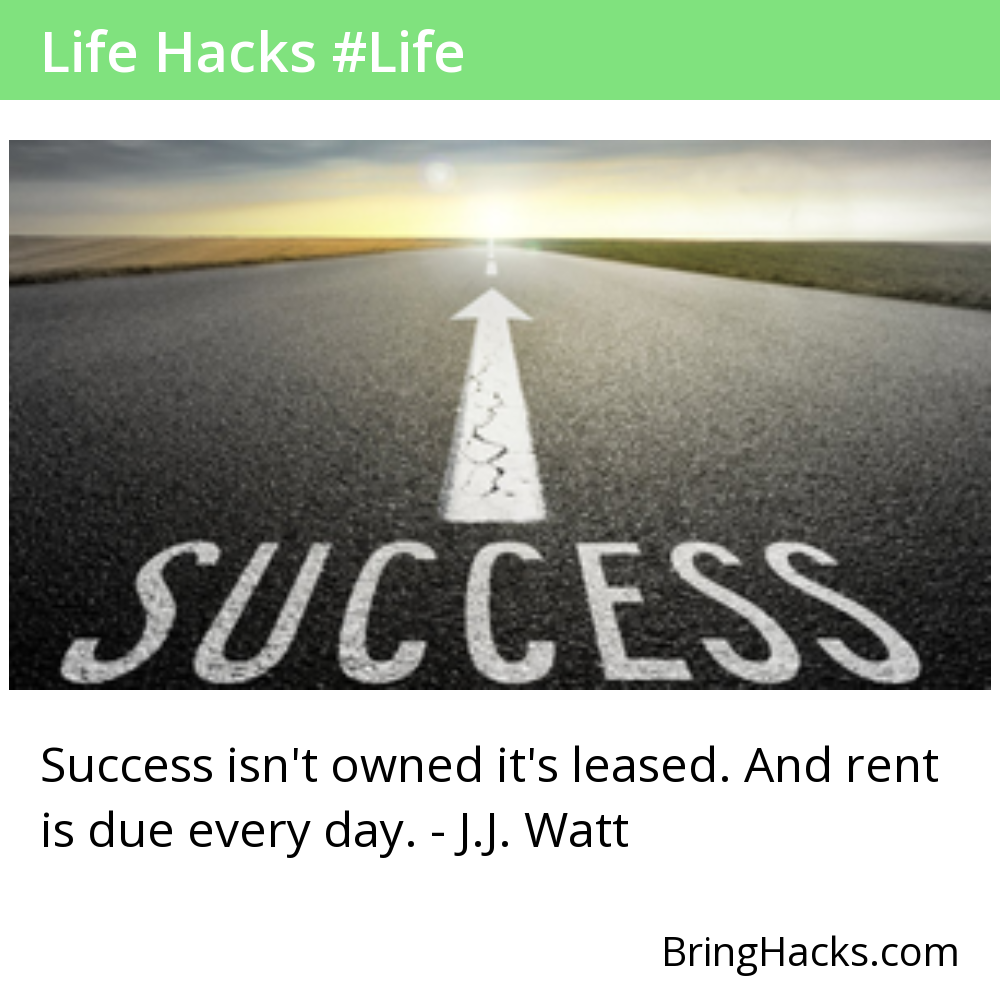 Life Hacks #Life
SUCCESS
Success isn't owned it's leased. And rent
is due every day. - J.J. Watt
BringHacks.com